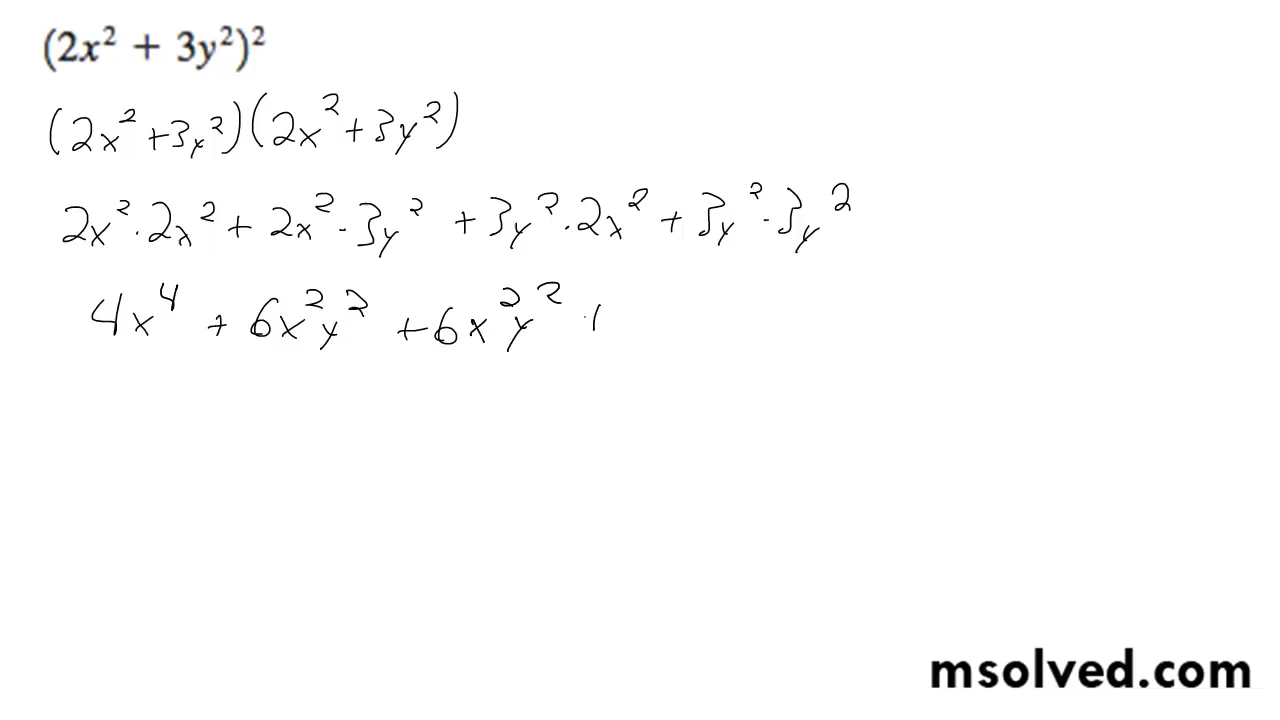 (2x² + 3y²)²
(2x² + 3y²)(2x² + 3y²)
2x² · 2x² + 2x² · 3y² + 3y² · 2x² + 3y² · 3y²
4x⁴ + 6x²y² + 6x²y²
msolved.com